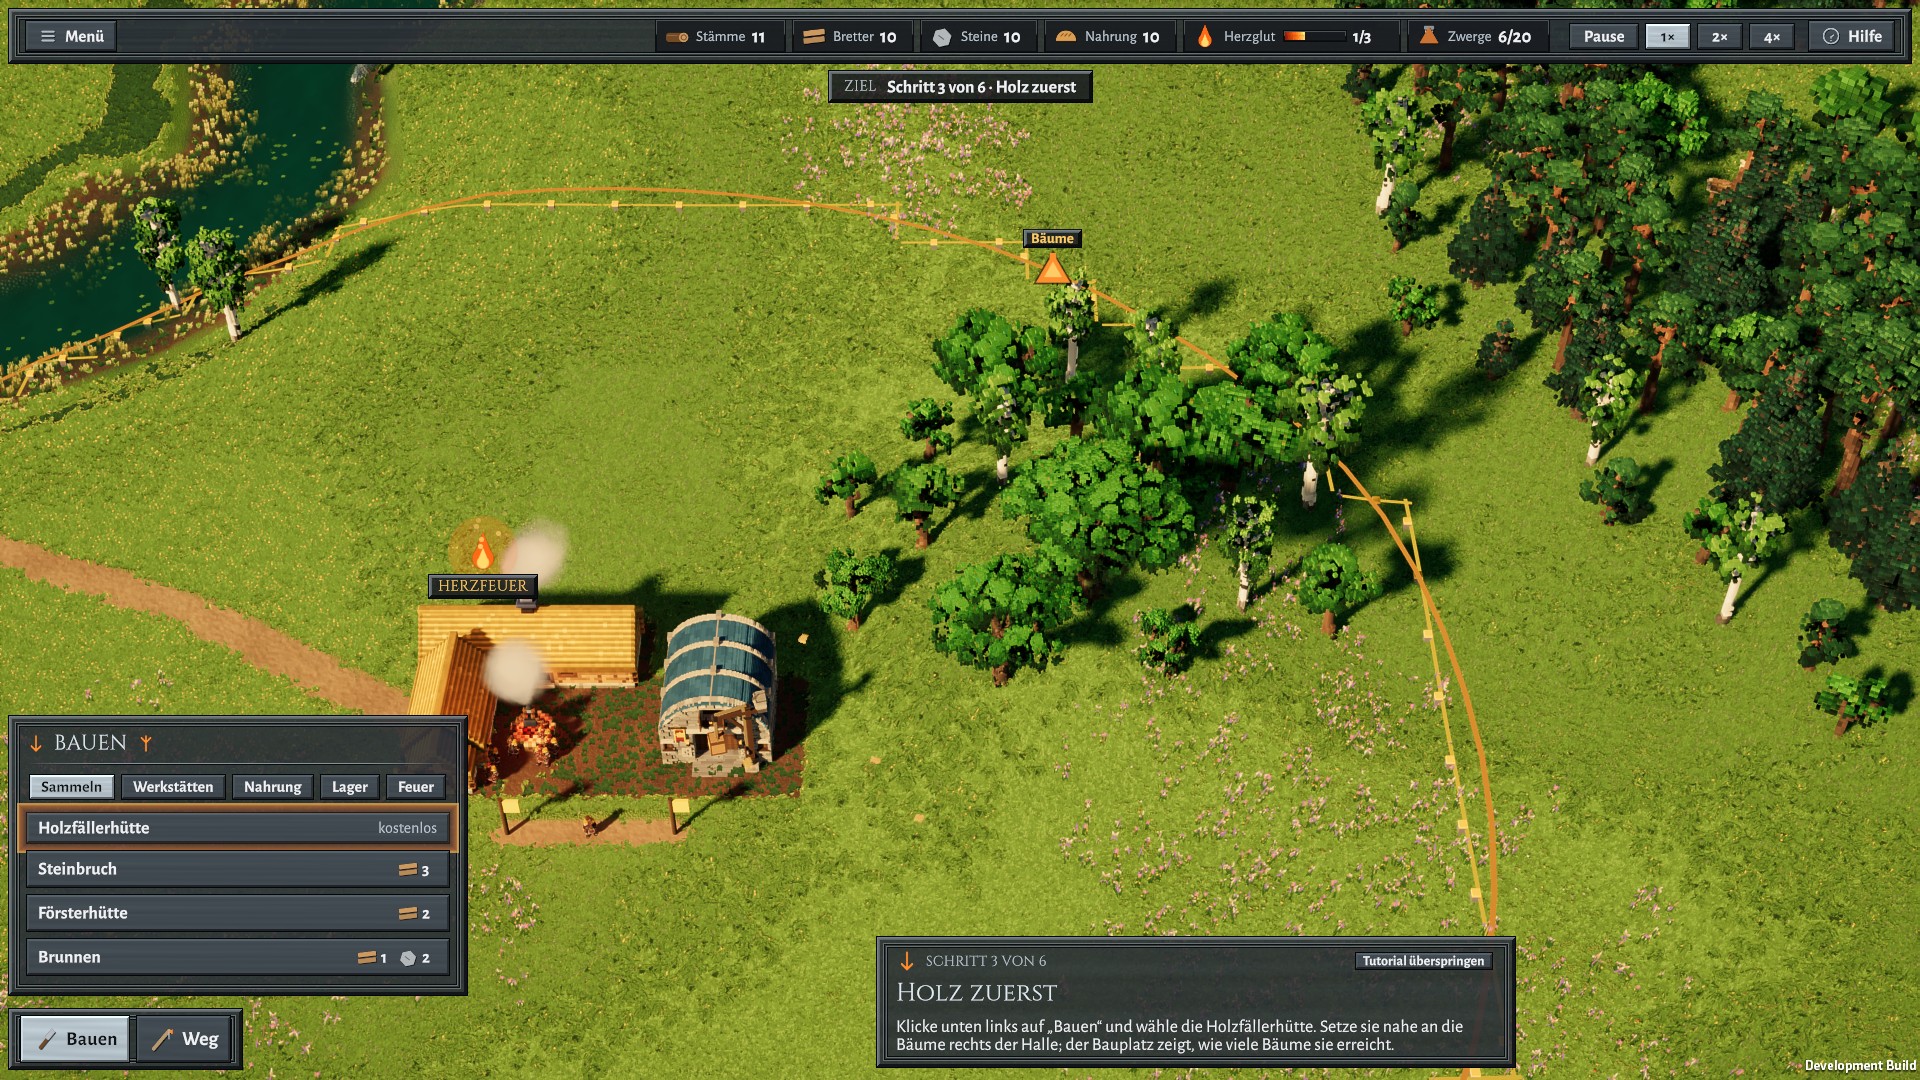 Menü
Stämme 11
Bretter 10
Steine 10
Nahrung 10
Herzglut 1/3
Zwerge 6/20
Pause
1×
2×
4×
Hilfe
ZIEL Schritt 3 von 6 · Holz zuerst
Bäume
HERZFEUER
BAUEN
Sammeln
Werkstätten
Nahrung
Lager
Feuer
Holzfällerhütte kostenlos
Steinbruch 3
Försterhütte 2
Brunnen 1 2
Bauen
Weg
SCHRITT 3 VON 6
Tutorial überspringen
HOLZ ZUERST
Klicke unten links auf „Bauen“ und wähle die Holzfällerhütte. Setze sie nahe an die
Bäume rechts der Halle; der Bauplatz zeigt, wie viele Bäume sie erreicht.
Development Build